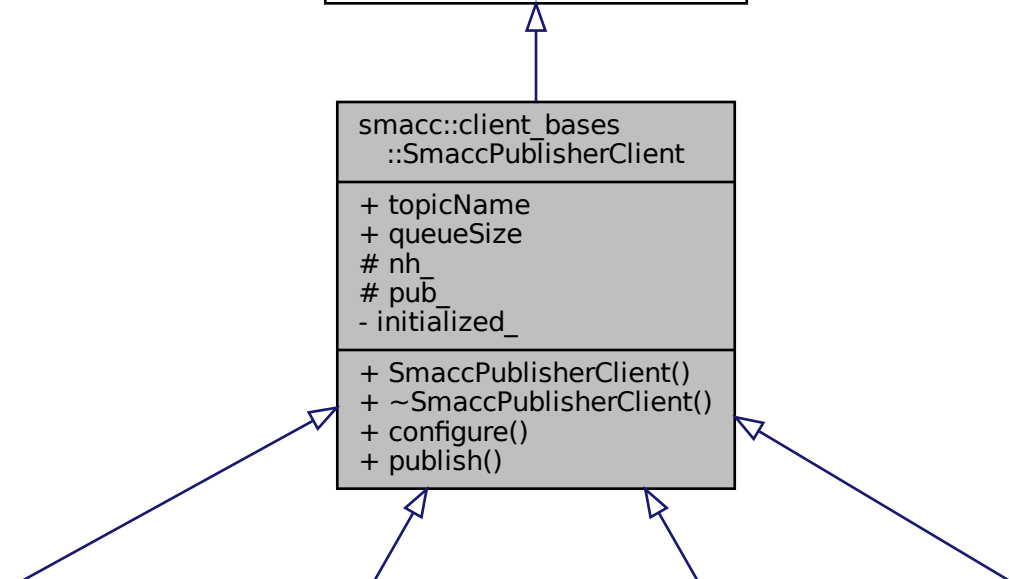 smacc::client_bases
::SmaccPublisherClient
+ topicName
+ queueSize
# nh_
# pub_
- initialized_
+ SmaccPublisherClient()
+ ~SmaccPublisherClient()
+ configure()
+ publish()